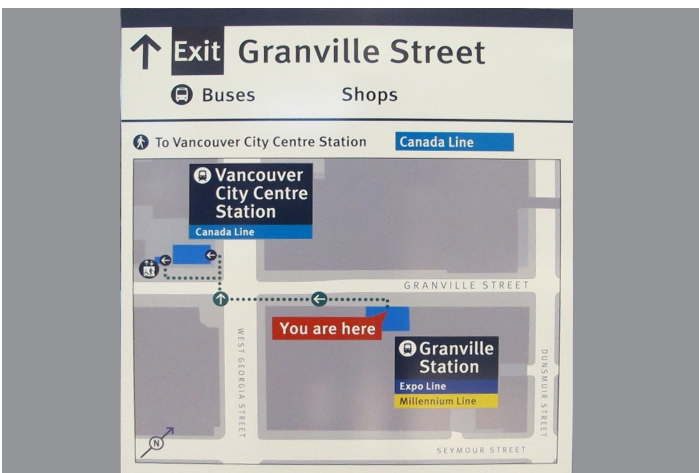 Exit Granville Street
Buses Shops
To Vancouver City Centre Station Canada Line
Vancouver
City Centre
Station
Canada Line
GRANVILLE STREET
You are here
Granville
Station
Expo Line
Millennium Line
WEST GEORGIA STREET
DUNSMUIR STREET
SEYMOUR STREET
N